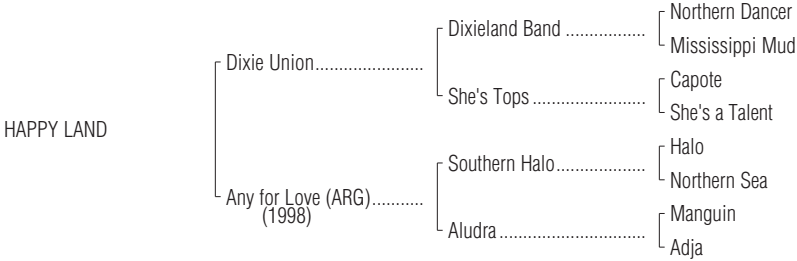 Northern Dancer
Dixieland Band ................
Mississippi Mud
Dixie Union.......................
Capote
She's Tops .......................
She's a Talent
HAPPY LAND
Halo
Southern Halo..................
Northern Sea
Any for Love (ARG)...........
(1998)
Manguin
Aludra ..............................
Adja